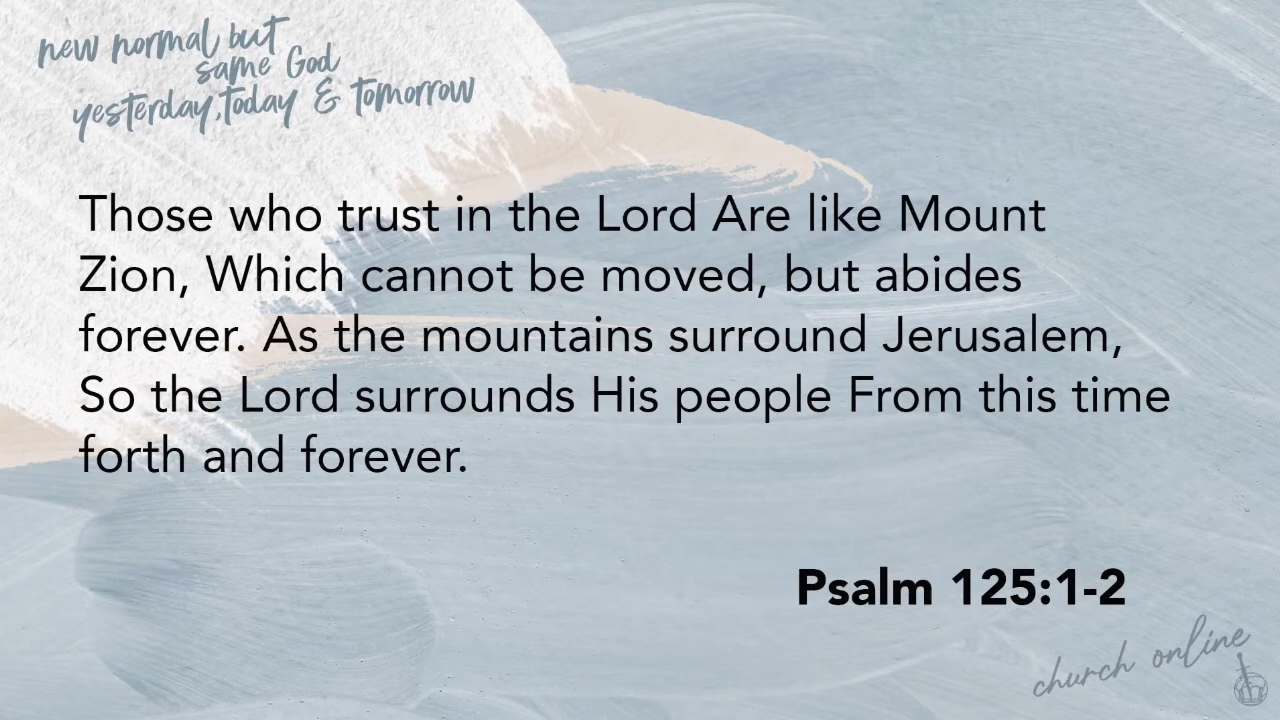 new normal but
same God
yesterday, today & tomorrow
Those who trust in the Lord Are like Mount
Zion, Which cannot be moved, but abides
forever. As the mountains surround Jerusalem,
So the Lord surrounds His people From this time
forth and forever.
Psalm 125:1-2
church online